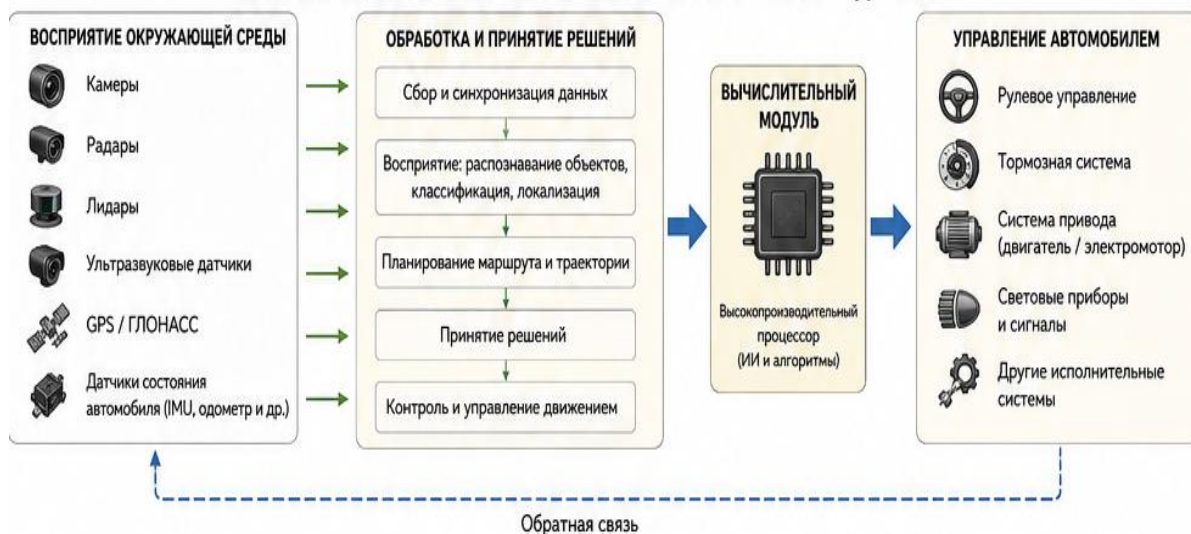 ВОСПРИЯТИЕ ОКРУЖАЮЩЕЙ СРЕДЫ
Камеры
Радары
Лидары
Ультразвуковые датчики
GPS / ГЛОНАСС
Датчики состояния
автомобиля (IMU, одометр и др.)
ОБРАБОТКА И ПРИНЯТИЕ РЕШЕНИЙ
Сбор и синхронизация данных
Восприятие: распознавание объектов,
классификация, локализация
Планирование маршрута и траектории
Принятие решений
Контроль и управление движением
ВЫЧИСЛИТЕЛЬНЫЙ
МОДУЛЬ
Высокопроизводительный
процессор
(ИИ и алгоритмы)
УПРАВЛЕНИЕ АВТОМОБИЛЕМ
Рулевое управление
Тормозная система
Система привода
(двигатель / электромотор)
Световые приборы
и сигналы
Другие исполнительные
системы
Обратная связь